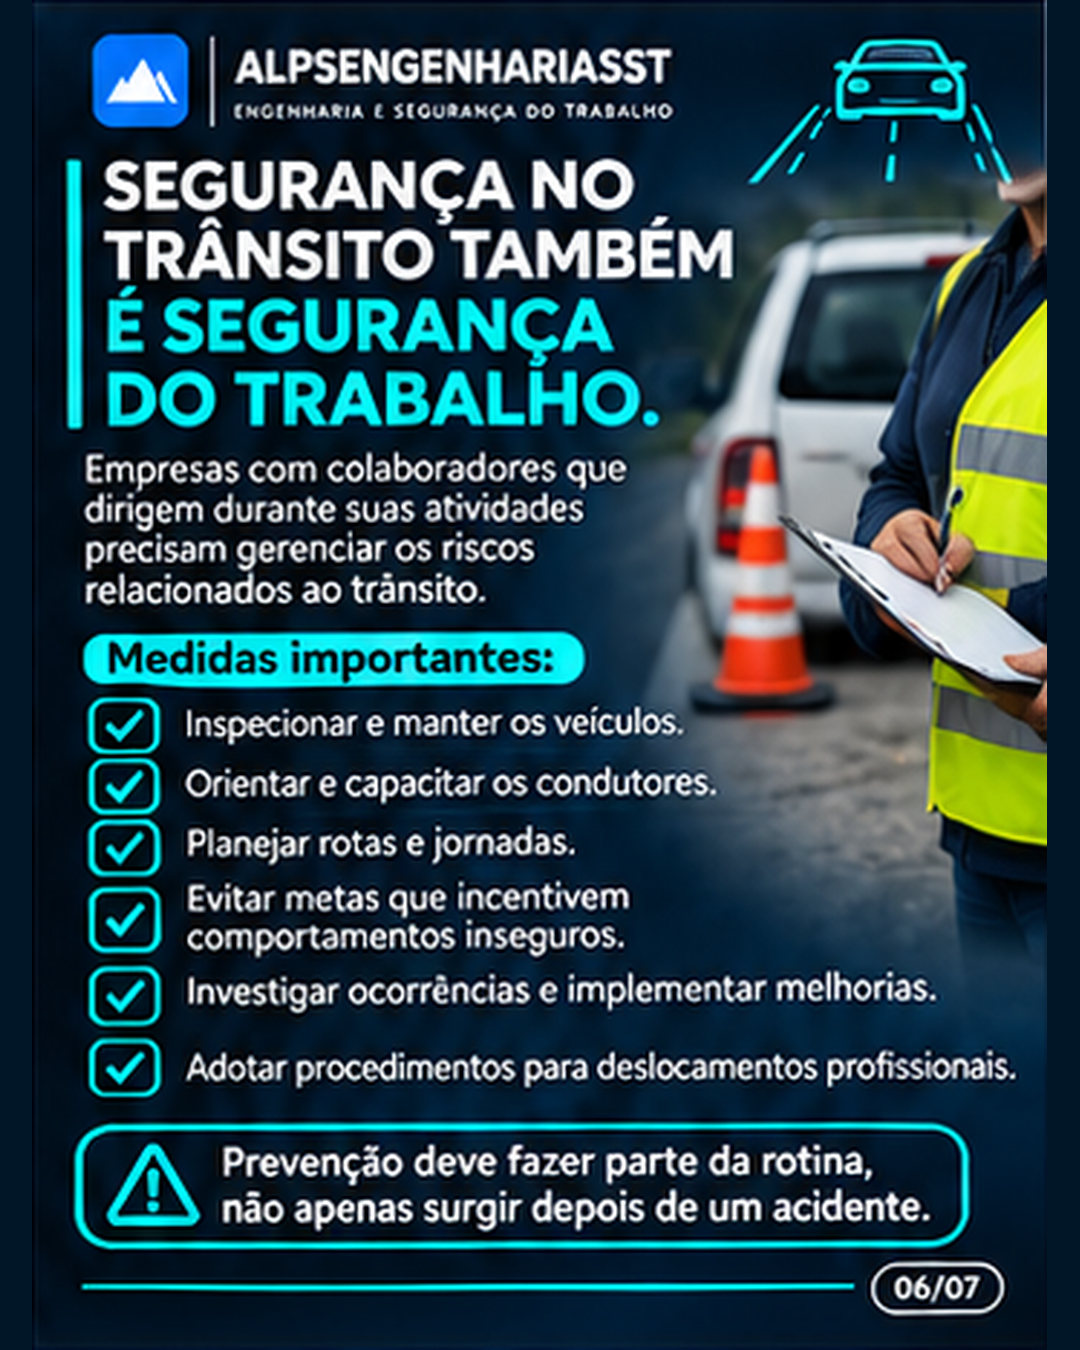 ALPSENGENHARIASST
ENGENHARIA E SEGURANÇA DO TRABALHO
SEGURANÇA NO
TRÂNSITO TAMBÉM
É SEGURANÇA
DO TRABALHO.
Empresas com colaboradores que
dirigem durante suas atividades
precisam gerenciar os riscos
relacionados ao trânsito.
Medidas importantes:
Inspecionar e manter os veículos.
Orientar e capacitar os condutores.
Planejar rotas e jornadas.
Evitar metas que incentivem
comportamentos inseguros.
Investigar ocorrências e implementar melhorias.
Adotar procedimentos para deslocamentos profissionais.
Prevenção deve fazer parte da rotina,
não apenas surgir depois de um acidente.
06/07